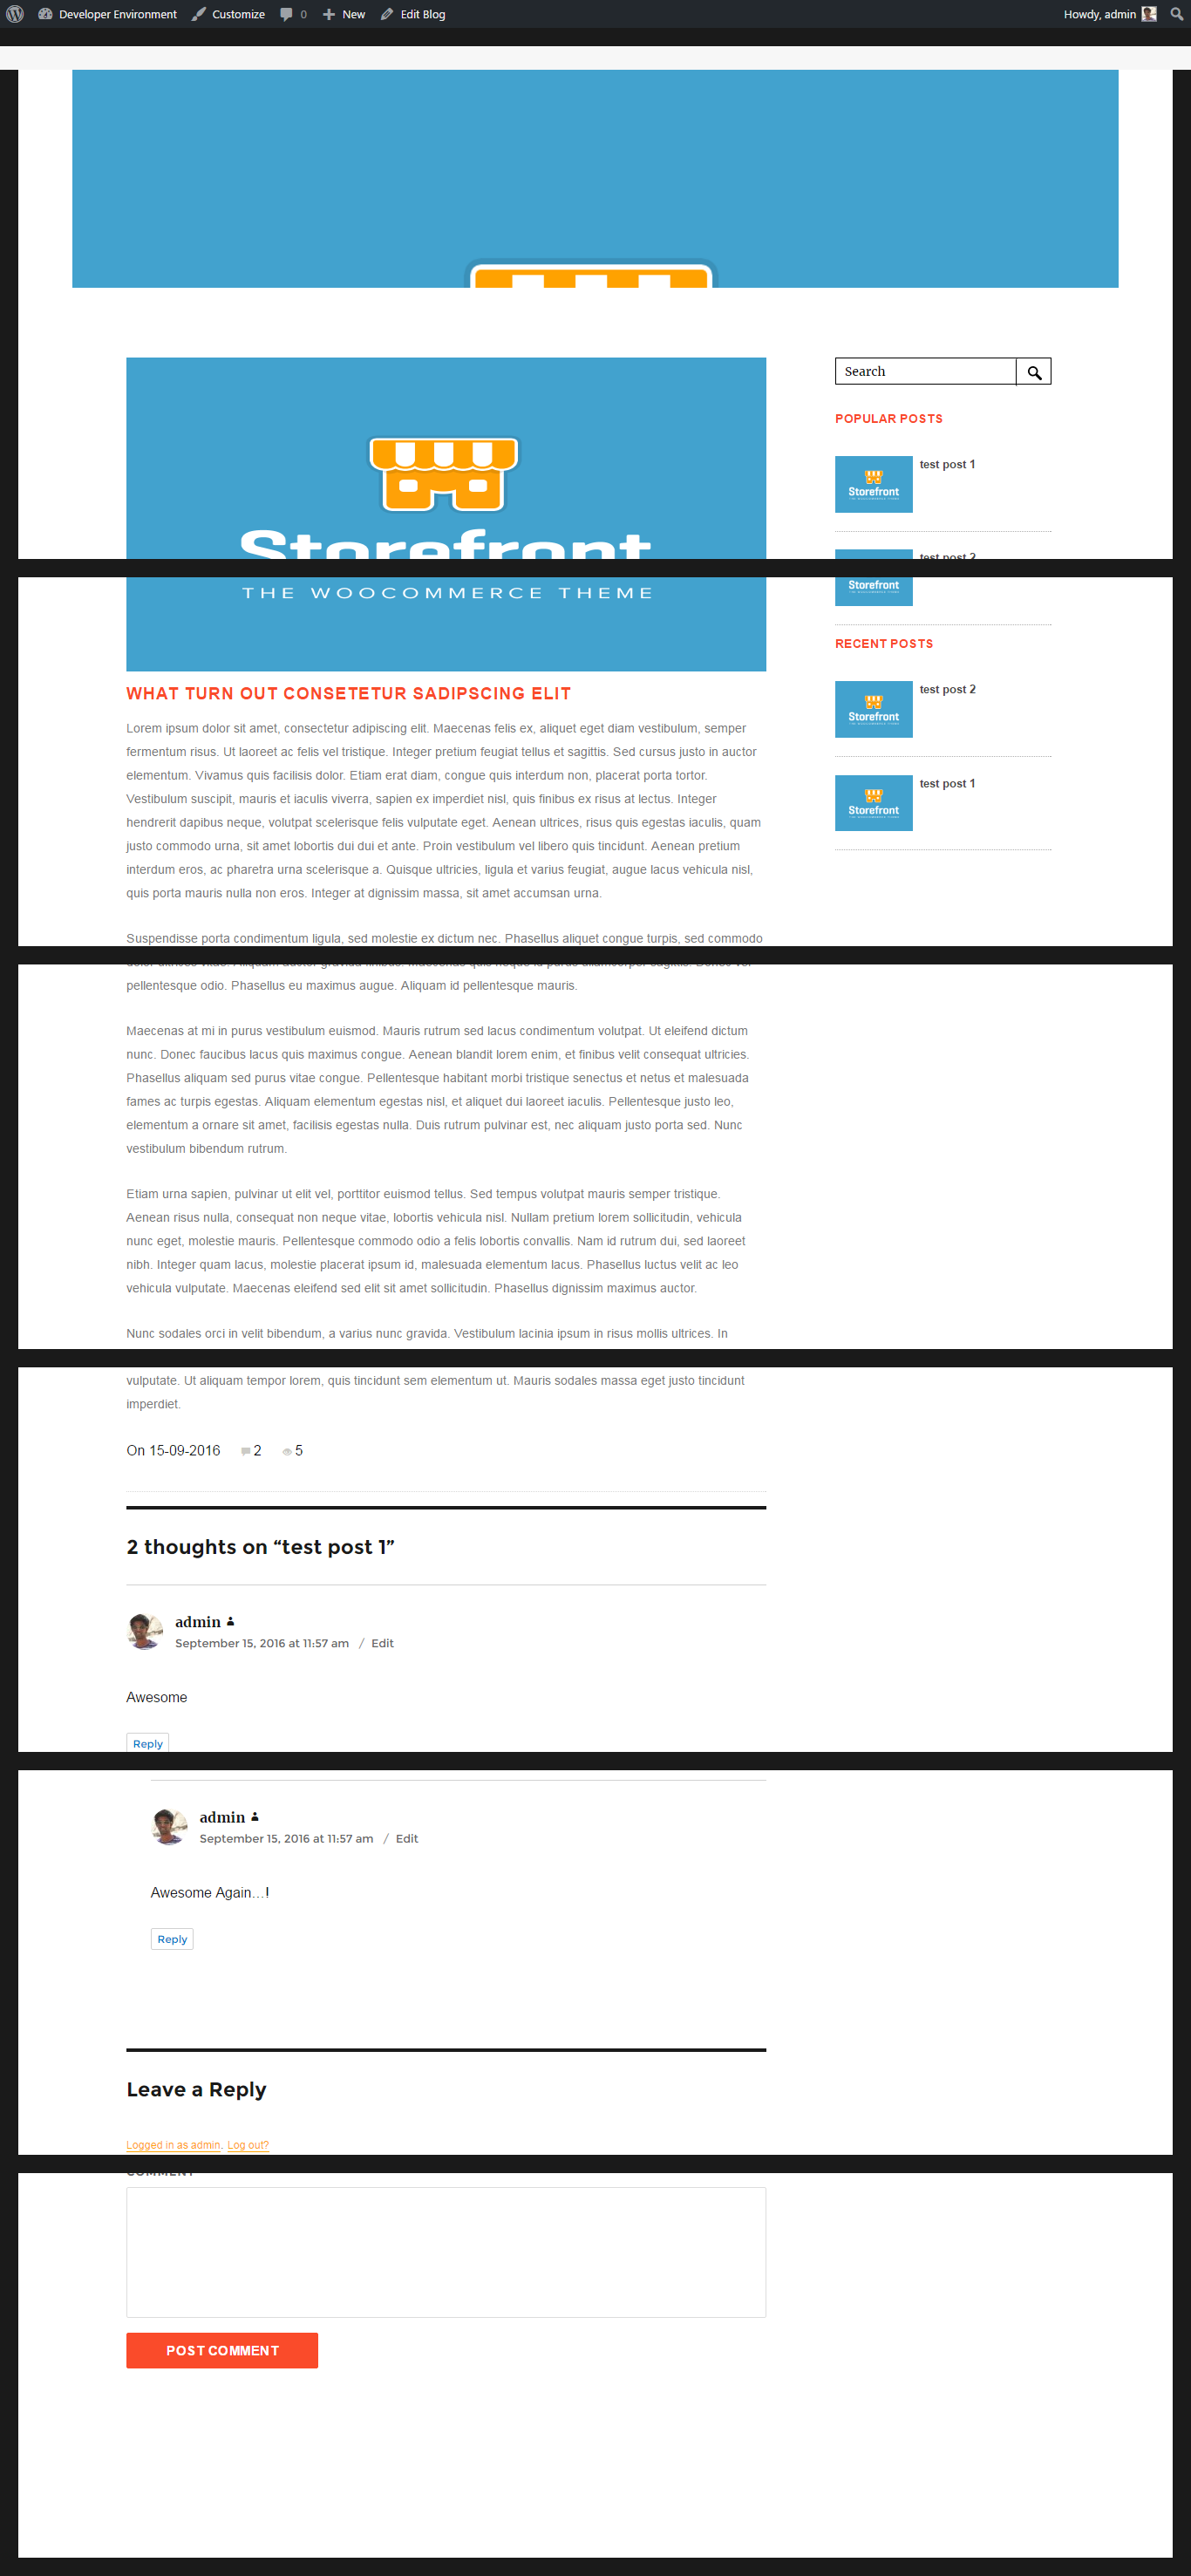 Developer Environment Customize 0 New Edit Blog Howdy, admin
Search
POPULAR POSTS
test post 1
Storefront
test post 2
Storefront
THE WOOCOMMERCE THEME
Storefront
RECENT POSTS
test post 2
Storefront
test post 1
Storefront
WHAT TURN OUT CONSETETUR SADIPSCING ELIT
Lorem ipsum dolor sit amet, consectetur adipiscing elit. Maecenas felis ex, aliquet eget diam vestibulum, semper
fermentum risus. Ut laoreet ac felis vel tristique. Integer pretium feugiat tellus et sagittis. Sed cursus justo in auctor
elementum. Vivamus quis facilisis dolor. Etiam erat diam, congue quis interdum non, placerat porta tortor.
Vestibulum suscipit, mauris et iaculis viverra, sapien ex imperdiet nisl, quis finibus ex risus at lectus. Integer
hendrerit dapibus neque, volutpat scelerisque felis vulputate eget. Aenean ultrices, risus quis egestas iaculis, quam
justo commodo urna, sit amet lobortis dui dui et ante. Proin vestibulum vel libero quis tincidunt. Aenean pretium
interdum eros, ac pharetra urna scelerisque a. Quisque ultricies, ligula et varius feugiat, augue lacus vehicula nisl,
quis porta mauris nulla non eros. Integer at dignissim massa, sit amet accumsan urna.
Suspendisse porta condimentum ligula, sed molestie ex dictum nec. Phasellus aliquet congue turpis, sed commodo
pellentesque odio. Phasellus eu maximus augue. Aliquam id pellentesque mauris.
Maecenas at mi in purus vestibulum euismod. Mauris rutrum sed lacus condimentum volutpat. Ut eleifend dictum
nunc. Donec faucibus lacus quis maximus congue. Aenean blandit lorem enim, et finibus velit consequat ultricies.
Phasellus aliquam sed purus vitae congue. Pellentesque habitant morbi tristique senectus et netus et malesuada
fames ac turpis egestas. Aliquam elementum egestas nisl, et aliquet dui laoreet iaculis. Pellentesque justo leo,
elementum a ornare sit amet, facilisis egestas nulla. Duis rutrum pulvinar est, nec aliquam justo porta sed. Nunc
vestibulum bibendum rutrum.
Etiam urna sapien, pulvinar ut elit vel, porttitor euismod tellus. Sed tempus volutpat mauris semper tristique.
Aenean risus nulla, consequat non neque vitae, lobortis vehicula nisl. Nullam pretium lorem sollicitudin, vehicula
nunc eget, molestie mauris. Pellentesque commodo odio a felis lobortis convallis. Nam id rutrum dui, sed laoreet
nibh. Integer quam lacus, molestie placerat ipsum id, malesuada elementum lacus. Phasellus luctus velit ac leo
vehicula vulputate. Maecenas eleifend sed elit sit amet sollicitudin. Phasellus dignissim maximus auctor.
Nunc sodales orci in velit bibendum, a varius nunc gravida. Vestibulum lacinia ipsum in risus mollis ultrices. In
vulputate. Ut aliquam tempor lorem, quis tincidunt sem elementum ut. Mauris sodales massa eget justo tincidunt
imperdiet.
On 15-09-2016 2 5
2 thoughts on “test post 1”
admin
September 15, 2016 at 11:57 am / Edit
Awesome
Reply
admin
September 15, 2016 at 11:57 am / Edit
Awesome Again…!
Reply
Leave a Reply
Logged in as admin. Log out?
COMMENT
POST COMMENT